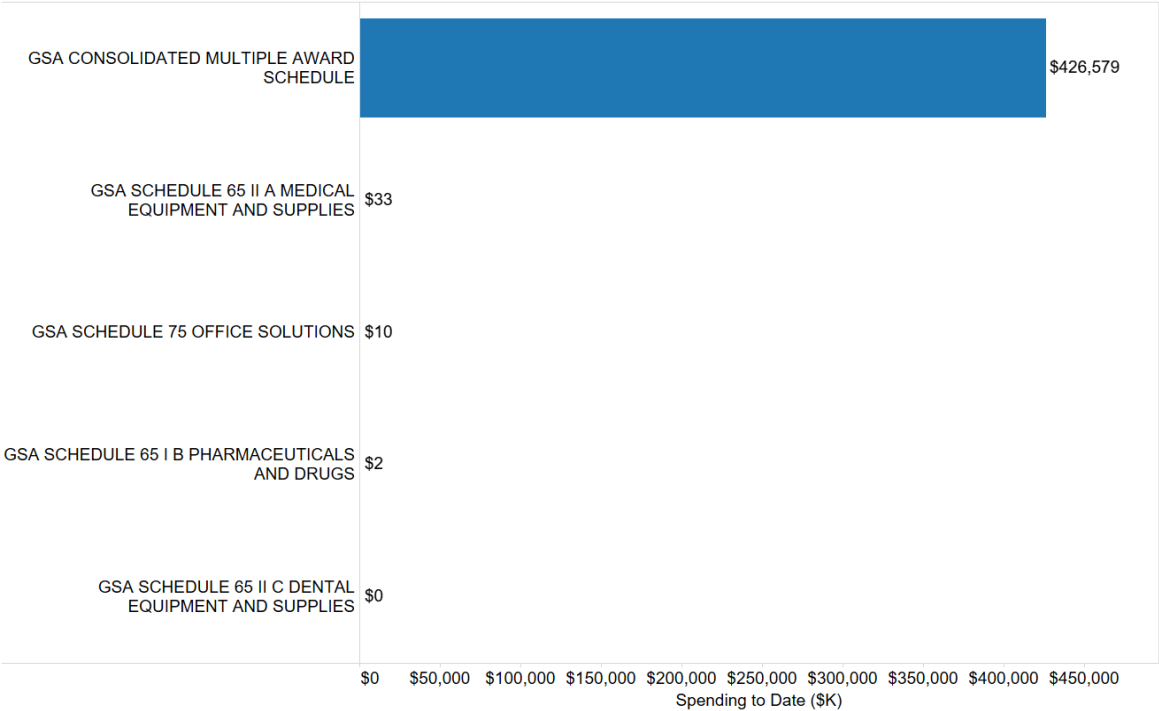 GSA CONSOLIDATED MULTIPLE AWARD
SCHEDULE
$426,579
GSA SCHEDULE 65 II A MEDICAL
EQUIPMENT AND SUPPLIES
$33
GSA SCHEDULE 75 OFFICE SOLUTIONS
$10
GSA SCHEDULE 65 I B PHARMACEUTICALS
AND DRUGS
$2
GSA SCHEDULE 65 II C DENTAL
EQUIPMENT AND SUPPLIES
$0
$0 $50,000 $100,000 $150,000 $200,000 $250,000 $300,000 $350,000 $400,000 $450,000
Spending to Date ($K)